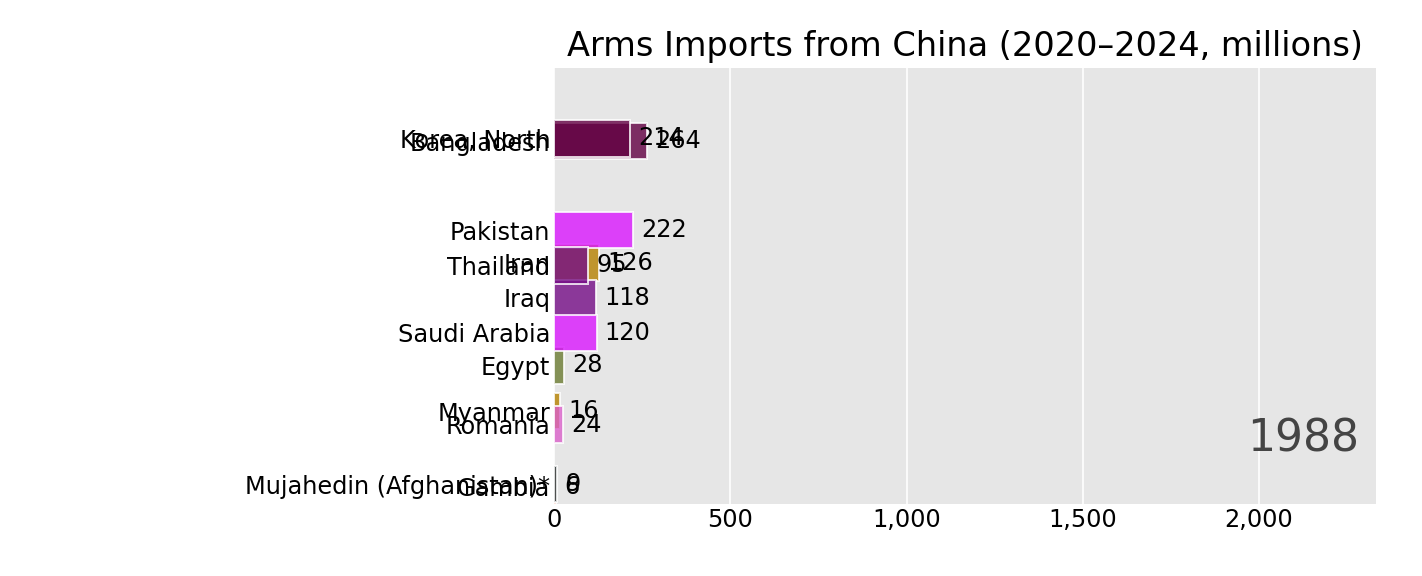 Arms Imports from China (2020–2024, millions)
Korea, North 214
Bangladesh 264
Pakistan 222
Iran 126
Thailand 95
Iraq 118
Saudi Arabia 120
Egypt 28
Myanmar 16
Romania 24
1988
Mujahedin (Afghanistan)*
Gambia
0 500 1,000 1,500 2,000